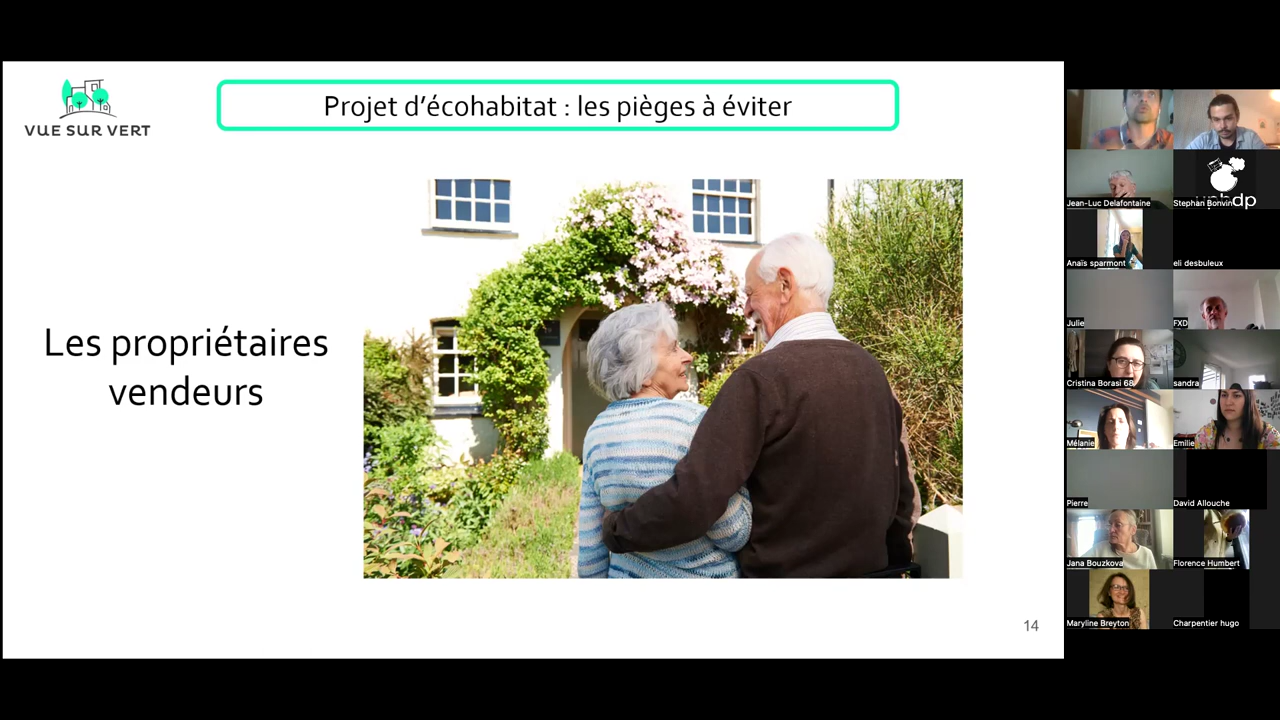 VUE SUR VERT
Projet d'écohabitat : les pièges à éviter
Les propriétaires
vendeurs
14
Jean-Luc Delafontaine
Stephan Bonvin
Anaïs sparmont
eli desbuleux
Julie
FXD
Cristina Borasi 68
sandra
Mélanie
Emilie
Pierre
David Allouche
Jana Bouzkova
Florence Humbert
Maryline Breyton
Charpentier hugo